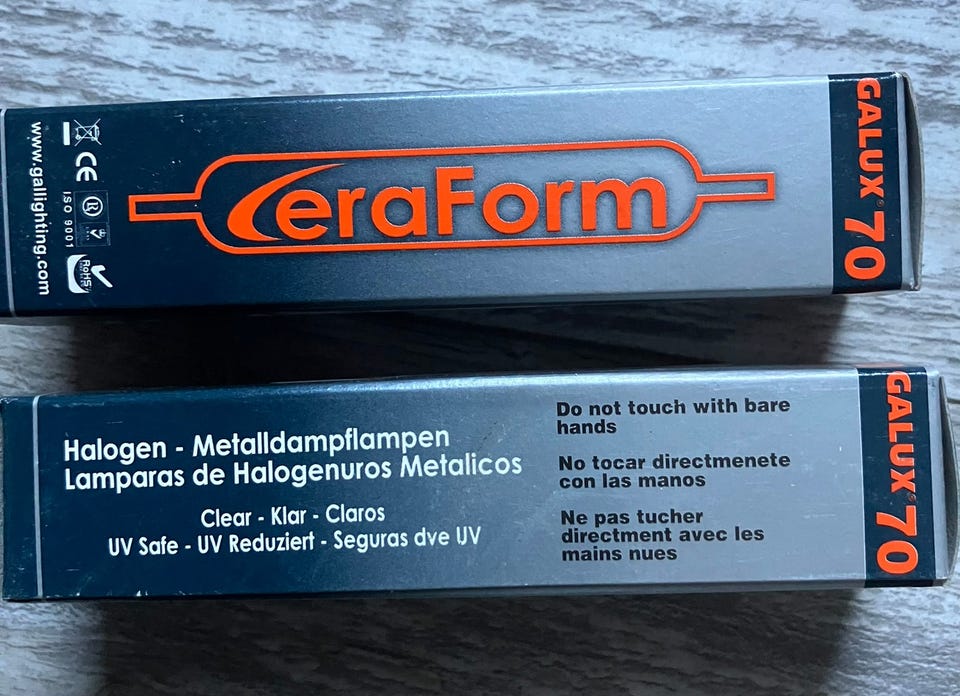 www.gallighting.com
CE
ISO 9001
RoHS
CeraForm
GALUX® 70
Halogen - Metalldampflampen
Lamparas de Halogenuros Metalicos
Clear - Klar - Claros
UV Safe - UV Reduziert - Seguras dve UV
Do not touch with bare
hands
No tocar directmenete
con las manos
Ne pas tucher
directment avec les
mains nues
GALUX® 70